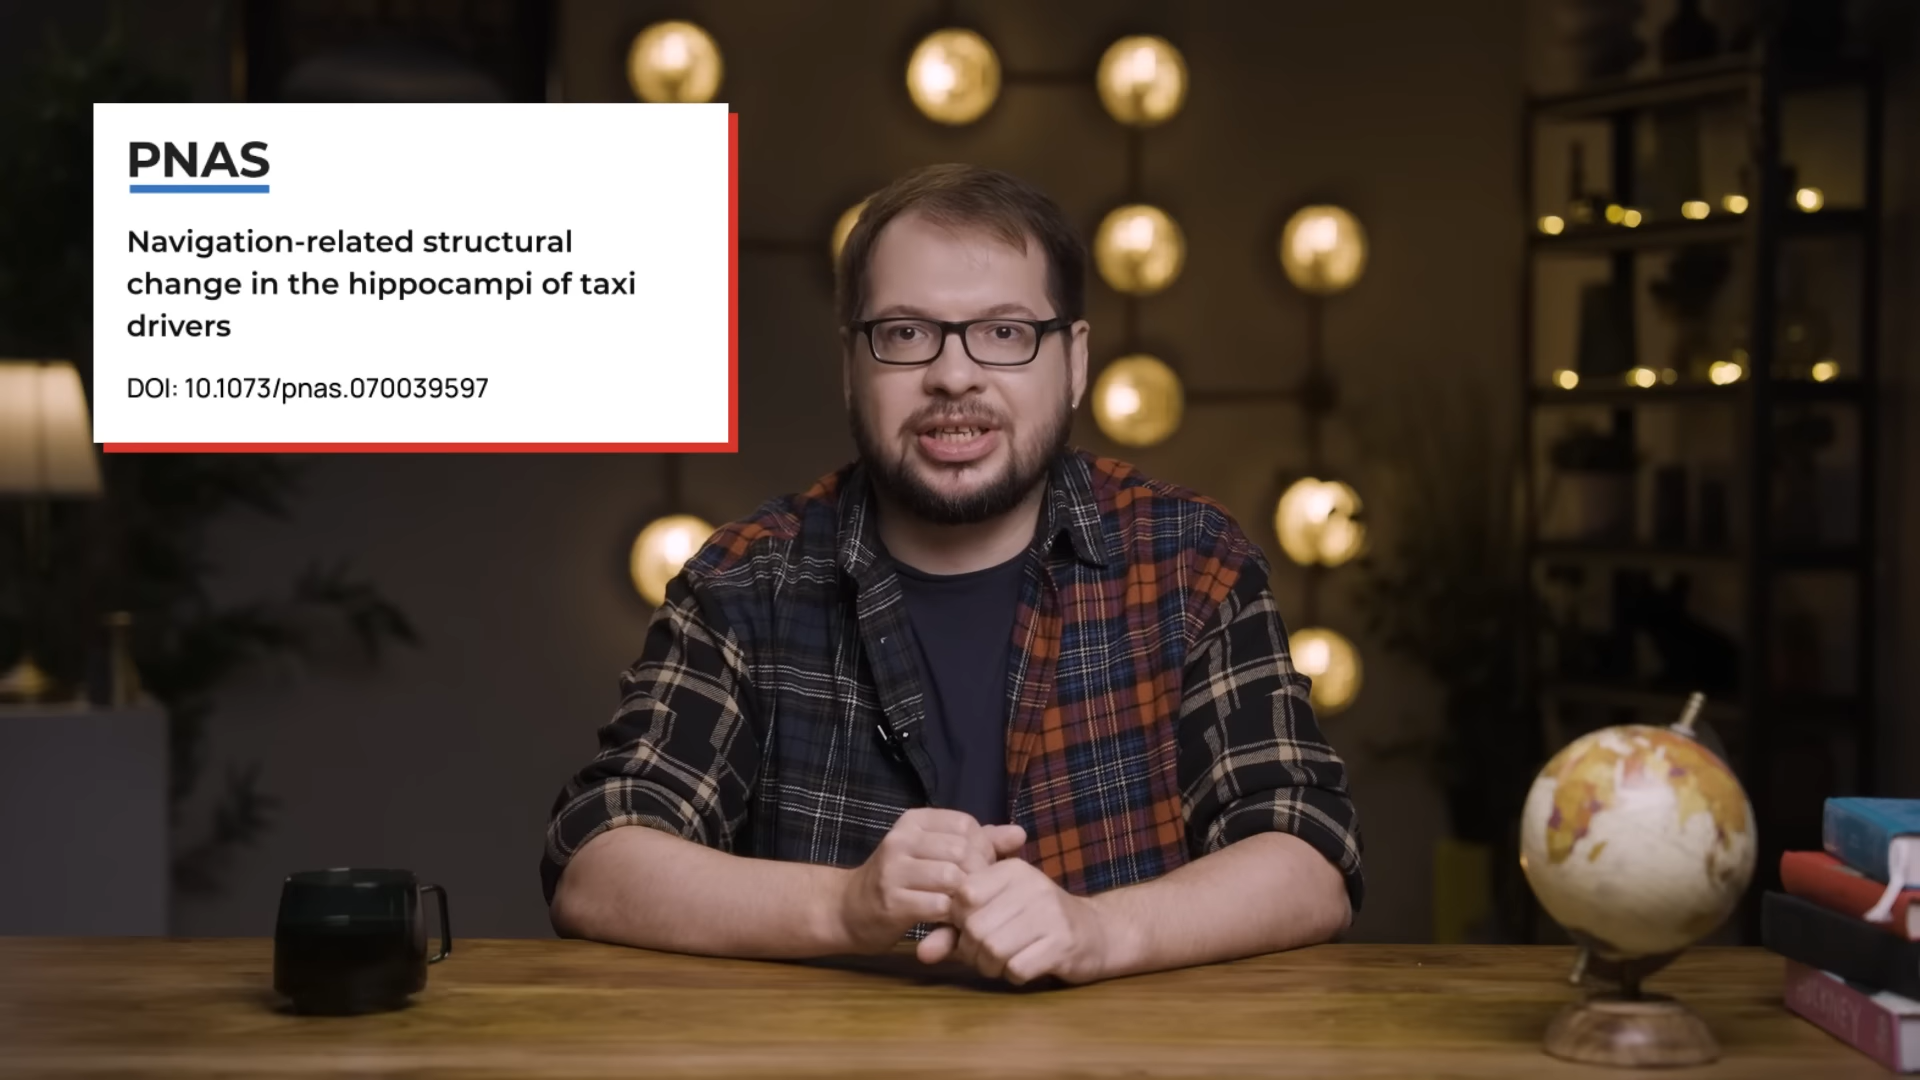 PNAS
Navigation-related structural
change in the hippocampi of taxi
drivers
DOI: 10.1073/pnas.070039597